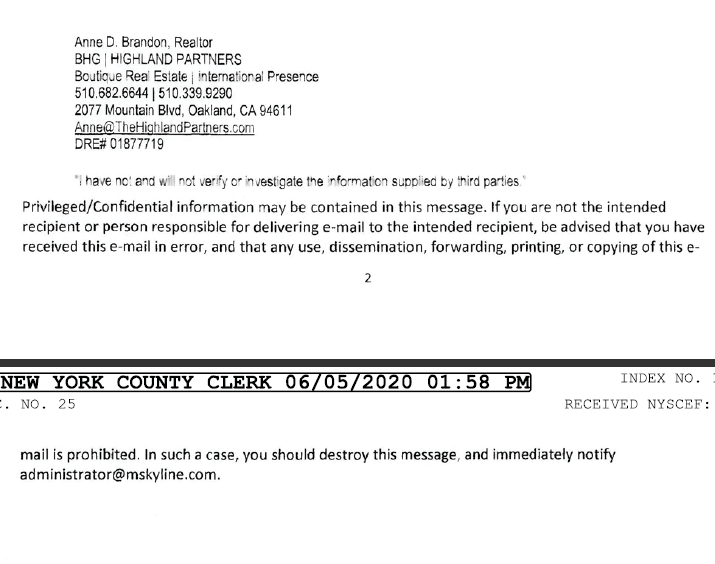 Anne D. Brandon, Realtor
BHG | HIGHLAND PARTNERS
Boutique Real Estate | international Presence
510.682.6644 | 510.339.9290
2077 Mountain Blvd, Oakland, CA 94611
Anne@TheHighlandPartners.com
DRE# 01877719
"I have not and will not verify or investigate the information supplied by third parties."
Privileged/Confidential information may be contained in this message. If you are not the intended
recipient or person responsible for delivering e-mail to the intended recipient, be advised that you have
received this e-mail in error, and that any use, dissemination, forwarding, printing, or copying of this e-
2
NEW YORK COUNTY CLERK 06/05/2020 01:58 PM INDEX NO.
. NO. 25 RECEIVED NYSCEF:
mail is prohibited. In such a case, you should destroy this message, and immediately notify
administrator@mskyline.com.